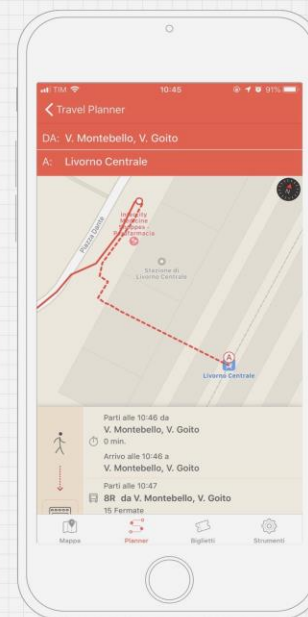 TIM
10:45
91%
Travel Planner
DA: V. Montebello, V. Goito
A: Livorno Centrale
Piazza Dante
Stazione di
Livorno Centrale
A
Livorno Centrale
Parti alle 10:46 da
V. Montebello, V. Goito
0 min.
Arrivo alle 10:46 a
V. Montebello, V. Goito
Parti alle 10:47
8R da V. Montebello, V. Goito
15 Fermate
Mappe
Planner
Biglietti
Strumenti